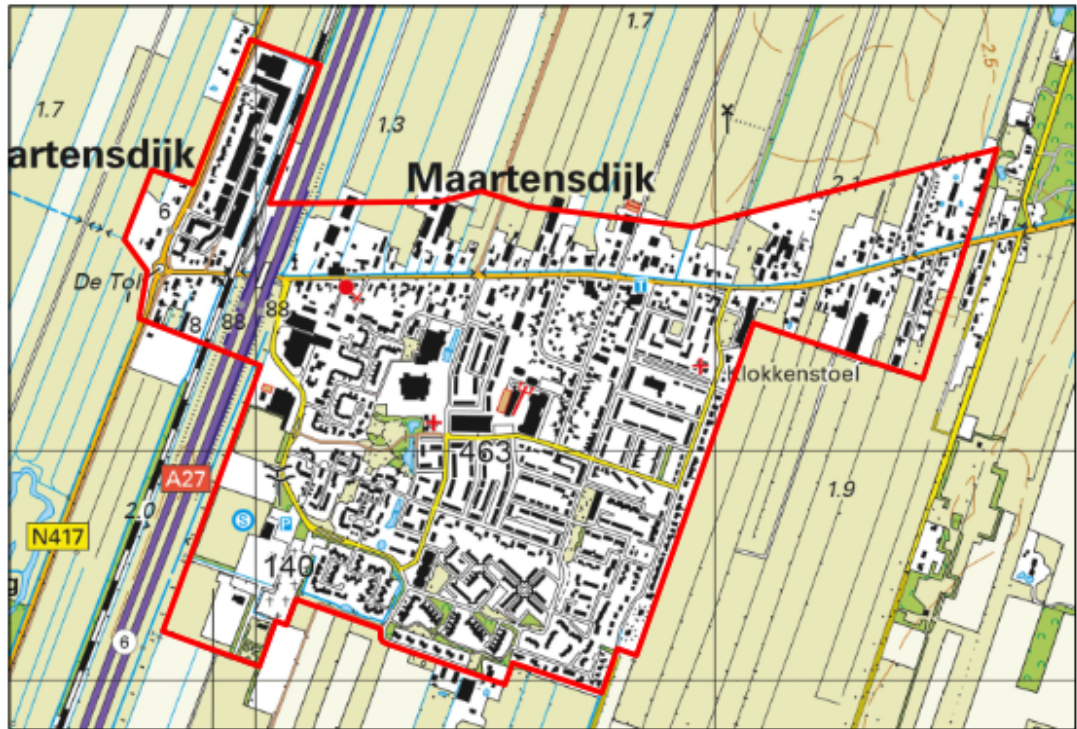 1.7
1.7
2.5
1.3
artensdijk
Maartensdijk
2.1
6
De Tol
T
8
88
88
Klokkenstoel
463
A27
1.9
2.0
S
P
N417
140
g
6